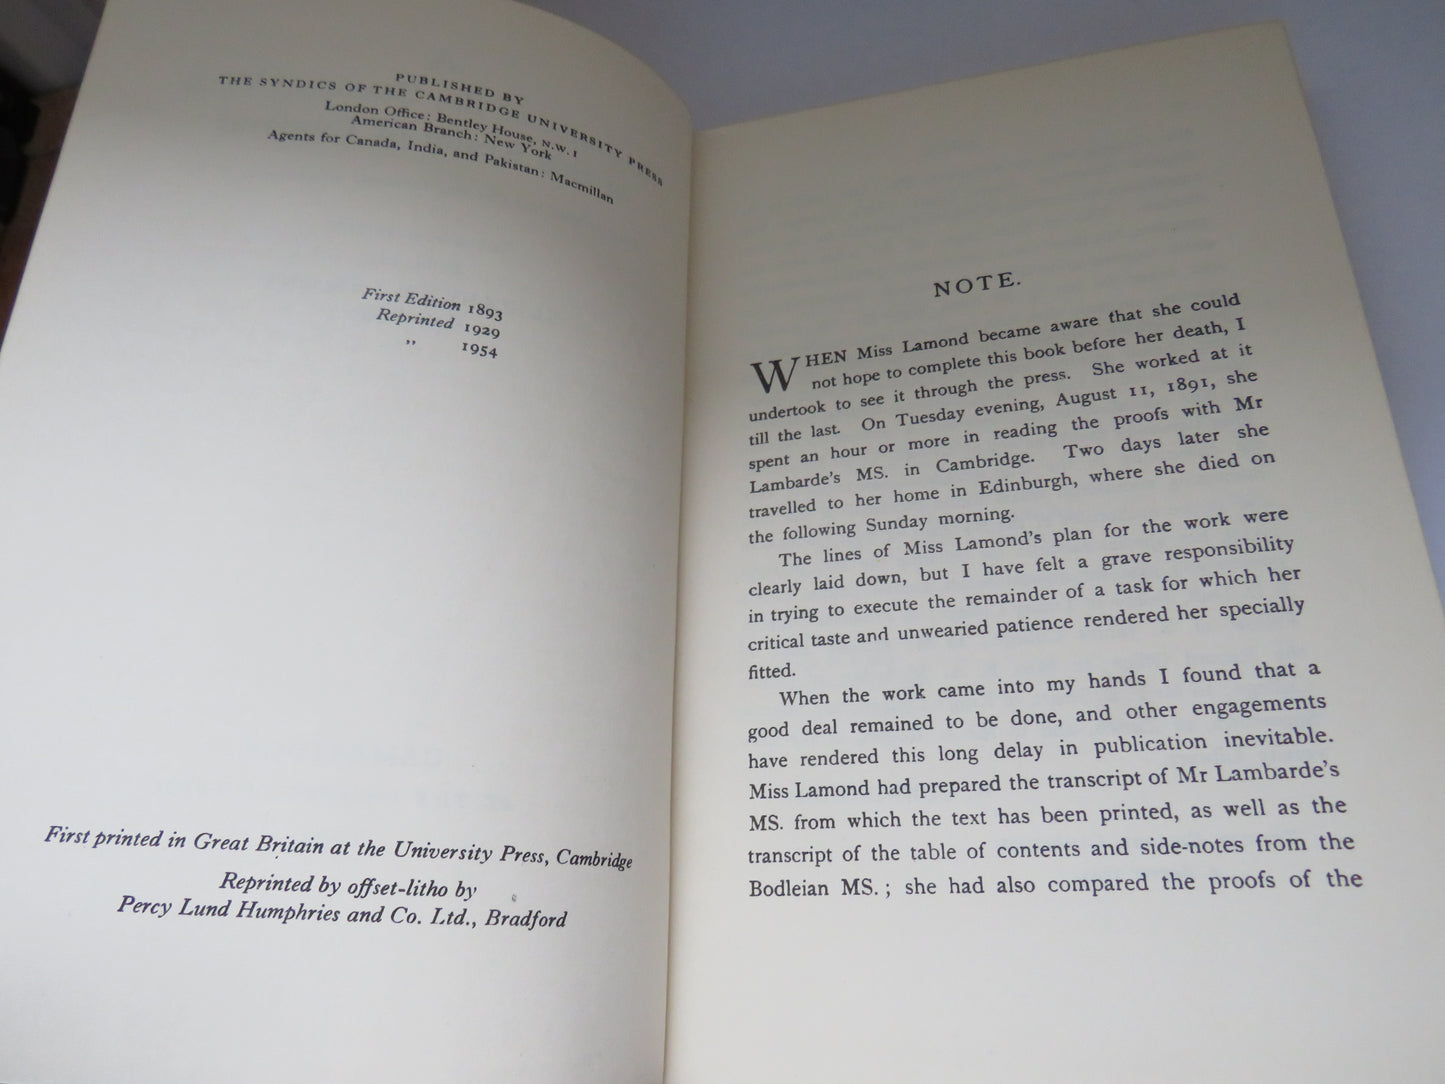 PUBLISHED BY
THE SYNDICS OF THE CAMBRIDGE UNIVERSITY PRESS
London Office: Bentley House, N.W. 1
American Branch: New York
Agents for Canada, India, and Pakistan: Macmillan
First Edition 1893
Reprinted 1929
„ 1954
First printed in Great Britain at the University Press, Cambridge
Reprinted by offset-litho by
Percy Lund Humphries and Co. Ltd., Bradford
NOTE.
WHEN Miss Lamond became aware that she could
not hope to complete this book before her death, I
undertook to see it through the press. She worked at it
till the last. On Tuesday evening, August 11, 1891, she
spent an hour or more in reading the proofs with Mr
Lambarde's MS. in Cambridge. Two days later she
travelled to her home in Edinburgh, where she died on
the following Sunday morning.
The lines of Miss Lamond's plan for the work were
clearly laid down, but I have felt a grave responsibility
in trying to execute the remainder of a task for which her
critical taste and unwearied patience rendered her specially
fitted.
When the work came into my hands I found that a
good deal remained to be done, and other engagements
have rendered this long delay in publication inevitable.
Miss Lamond had prepared the transcript of Mr Lambarde's
MS. from which the text has been printed, as well as the
transcript of the table of contents and side-notes from the
Bodleian MS.; she had also compared the proofs of the